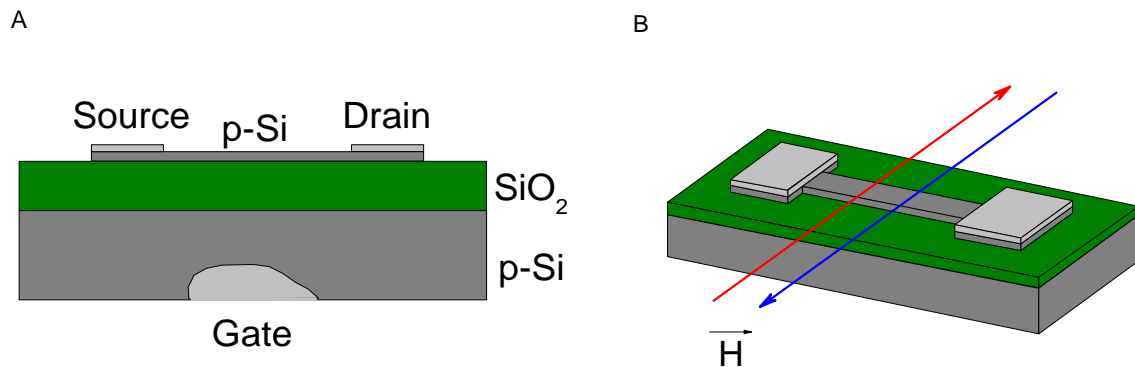 A
B
Source
Drain
p-Si
SiO₂
p-Si
Gate
H